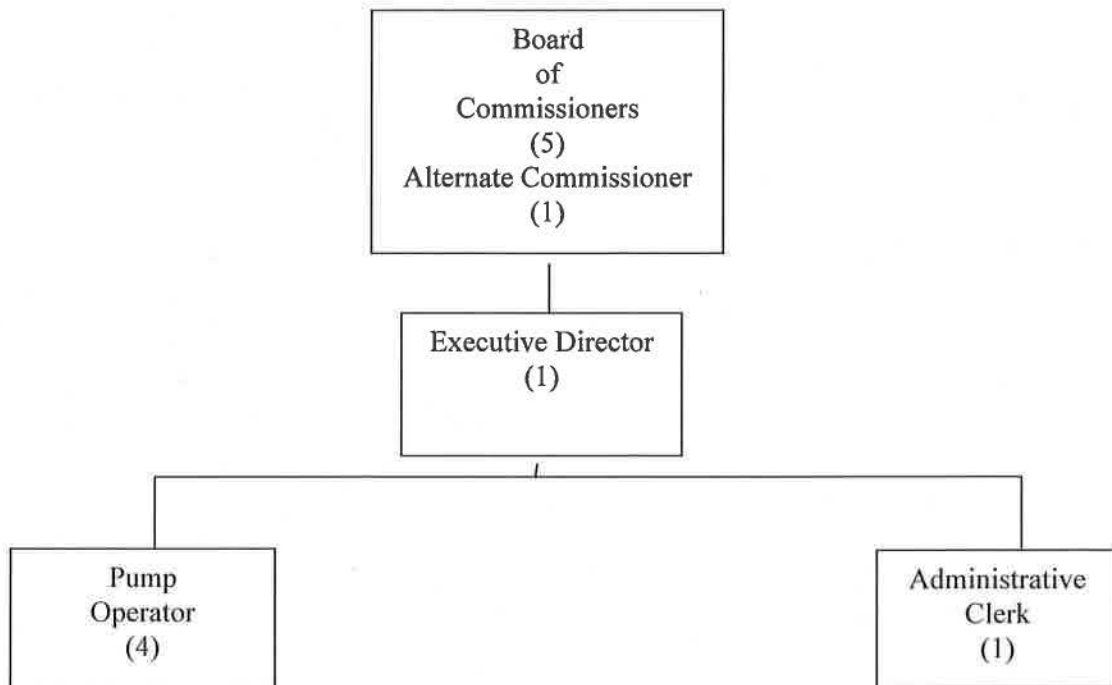 Board
of
Commissioners
(5)
Alternate Commissioner
(1)
Executive Director
(1)
Pump
Operator
(4)
Administrative
Clerk
(1)